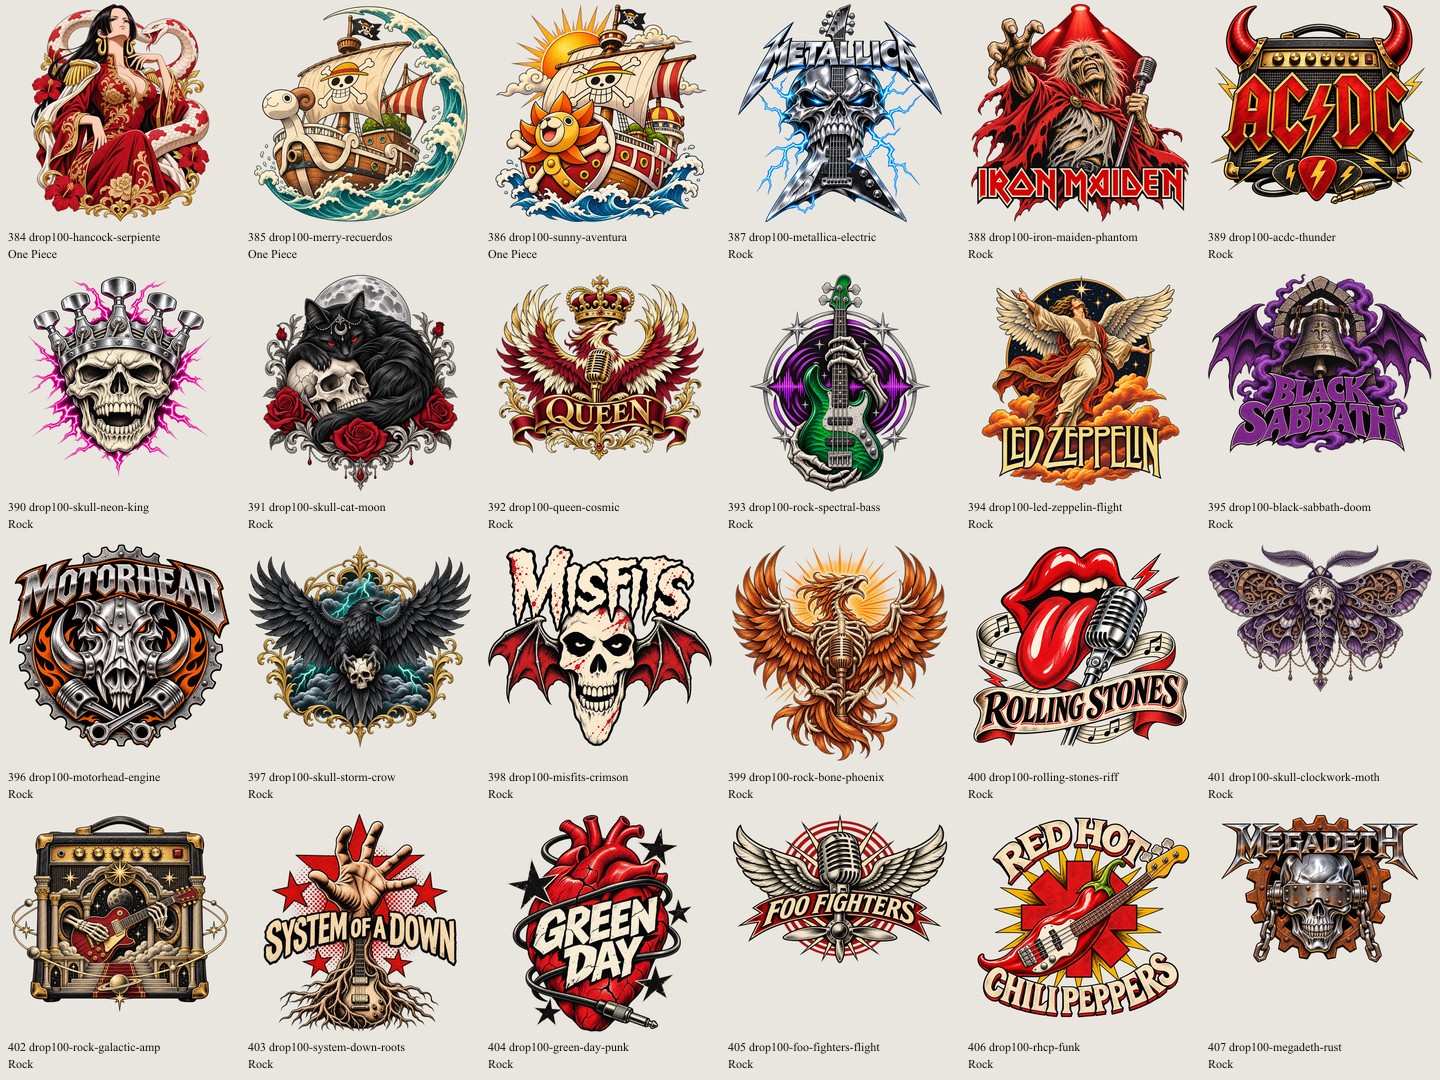 METALLICA
IRON MAIDEN
AC DC
384 drop100-hancock-serpiente
One Piece
385 drop100-merry-recuerdos
One Piece
386 drop100-sunny-aventura
One Piece
387 drop100-metallica-electric
Rock
388 drop100-iron-maiden-phantom
Rock
389 drop100-acdc-thunder
Rock
QUEEN
LED ZEPPELIN
BLACK
SABBATH
390 drop100-skull-neon-king
Rock
391 drop100-skull-cat-moon
Rock
392 drop100-queen-cosmic
Rock
393 drop100-rock-spectral-bass
Rock
394 drop100-led-zeppelin-flight
Rock
395 drop100-black-sabbath-doom
Rock
MOTORHEAD
MISFITS
ROLLING STONES
396 drop100-motorhead-engine
Rock
397 drop100-skull-storm-crow
Rock
398 drop100-misfits-crimson
Rock
399 drop100-rock-bone-phoenix
Rock
400 drop100-rolling-stones-riff
Rock
401 drop100-skull-clockwork-moth
Rock
SYSTEM OF A DOWN
GREEN
DAY
FOO FIGHTERS
RED HOT
CHILI PEPPERS
MEGADETH
402 drop100-rock-galactic-amp
Rock
403 drop100-system-down-roots
Rock
404 drop100-green-day-punk
Rock
405 drop100-foo-fighters-flight
Rock
406 drop100-rhcp-funk
Rock
407 drop100-megadeth-rust
Rock